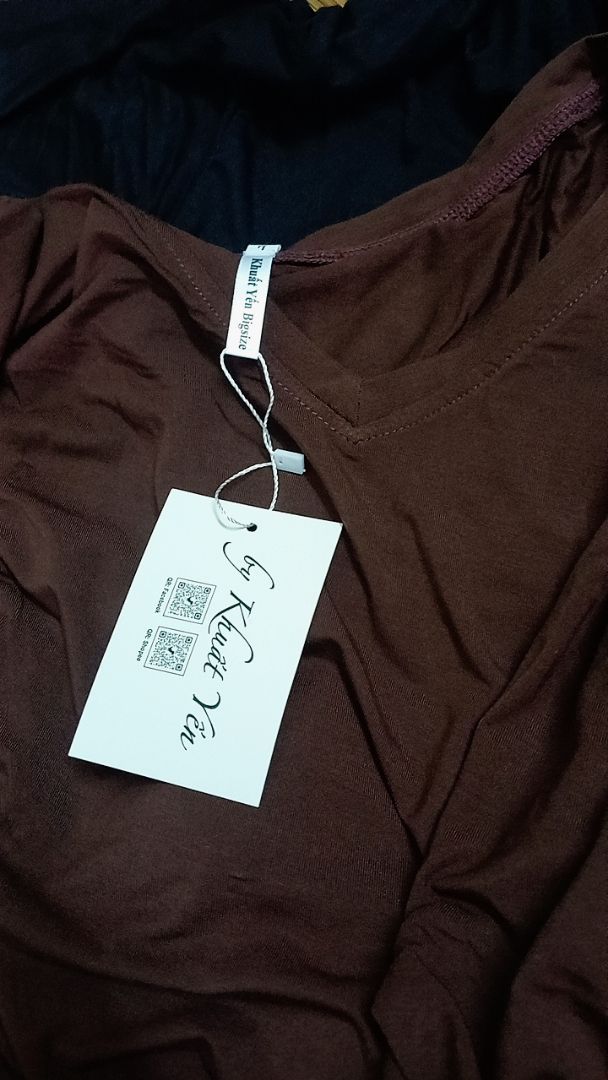 Khuất Yến Bigsize
by Khuất Yến
QR: Facebook
QR: Shopee